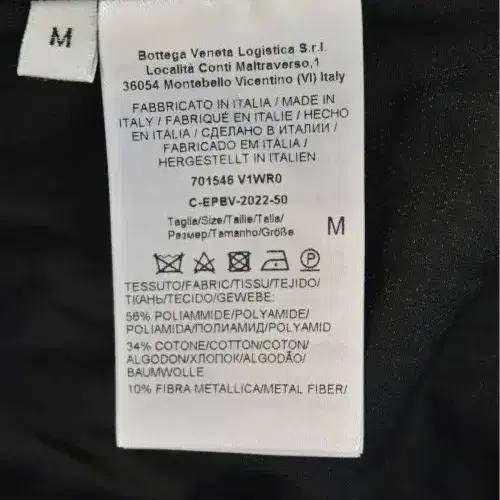 M
Bottega Veneta Logistica S.r.l.
Località Conti Maltraverso,1
36054 Montebello Vicentino (VI) Italy
FABBRICATO IN ITALIA / MADE IN
ITALY / FABRIQUÉ EN ITALIE / HECHO
EN ITALIA / СДЕЛАНО В ИТАЛИИ /
FABRICADO EM ITÁLIA /
HERGESTELLT IN ITALIEN
701546 V1WR0
C-EPBV-2022-50
Taglia/Size/Taille/Talla/
Размер/Tamanho/Größe
M
P
TESSUTO/FABRIC/TISSU/TEJIDO/
ТКАНЬ/TECIDO/GEWEBE:
56% POLIAMMIDE/POLYAMIDE/
POLIAMIDA/ПОЛИАМИД/POLYAMID
34% COTONE/COTTON/COTON/
ALGODON/ХЛОПОК/ALGODÃO/
BAUMWOLLE
10% FIBRA METALLICA/METAL FIBER/